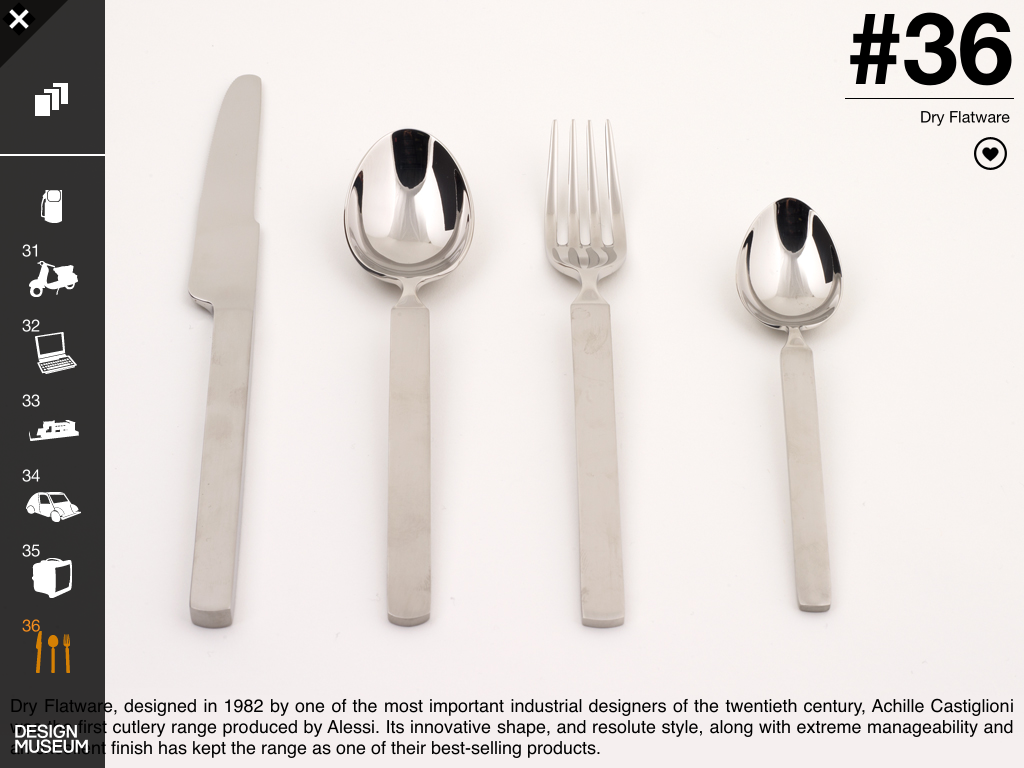 #36
Dry Flatware
31
32
33
34
35
36
Dry Flatware, designed in 1982 by one of the most important industrial designers of the twentieth century, Achille Castiglioni
was the first cutlery range produced by Alessi. Its innovative shape, and resolute style, along with extreme manageability and
finish has kept the range as one of their best-selling products.
DESIGN
MUSEUM